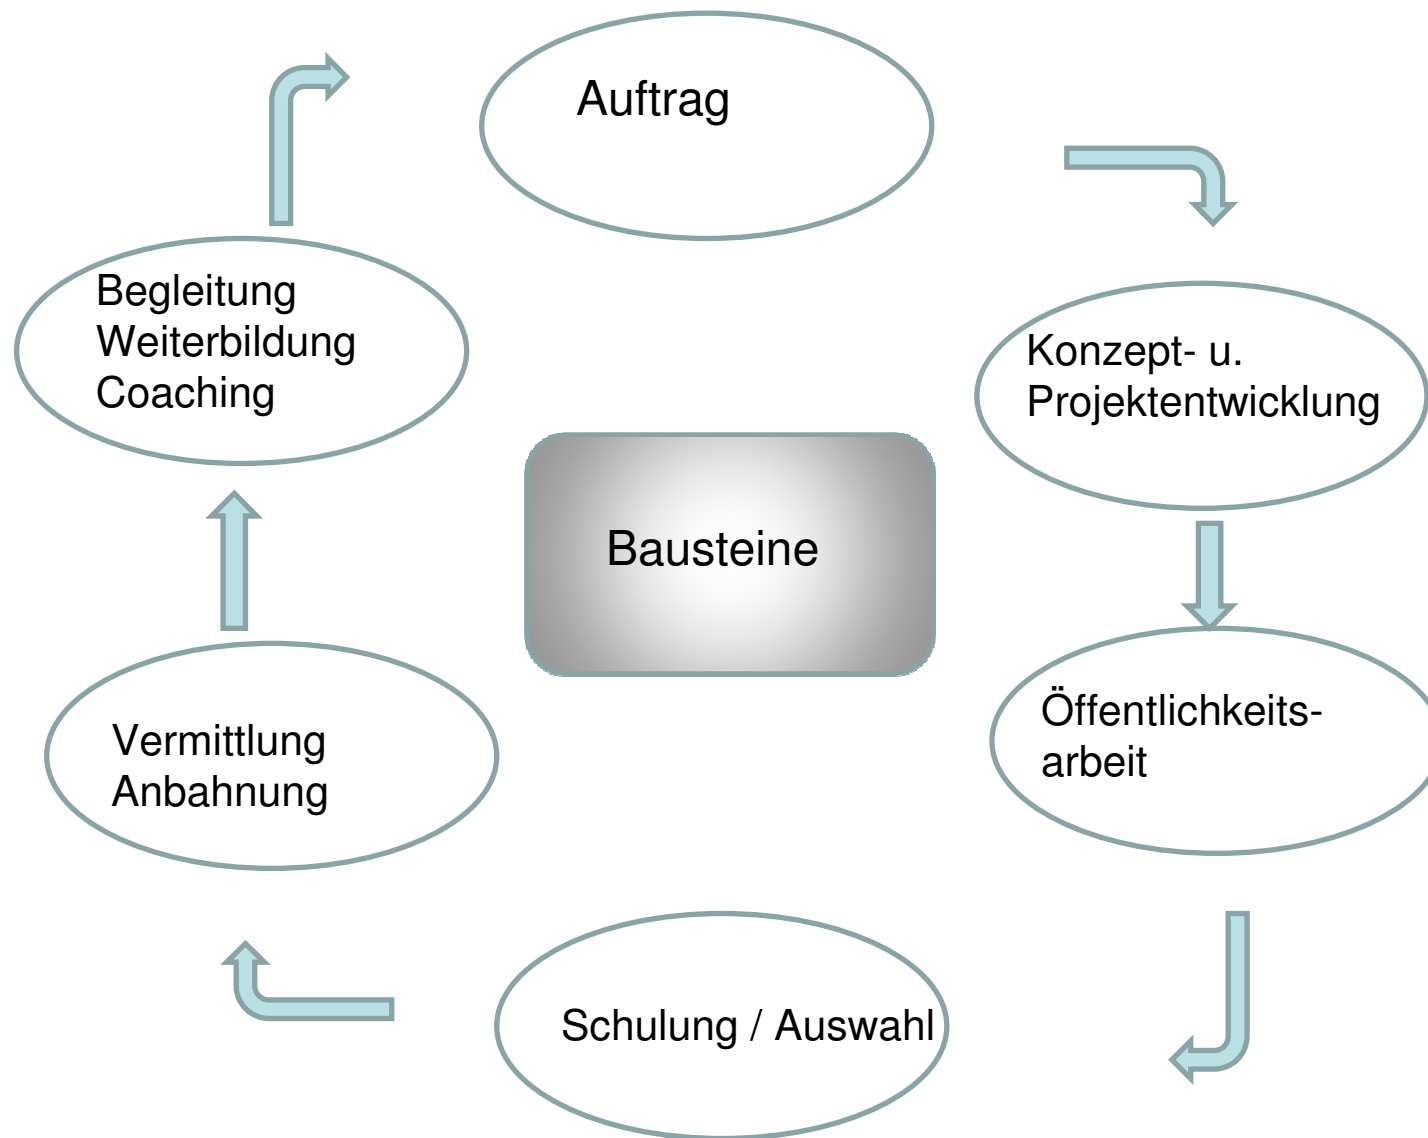 Auftrag
Konzept- u.
Projektentwicklung
Öffentlichkeits-
arbeit
Schulung / Auswahl
Vermittlung
Anbahnung
Begleitung
Weiterbildung
Coaching
Bausteine